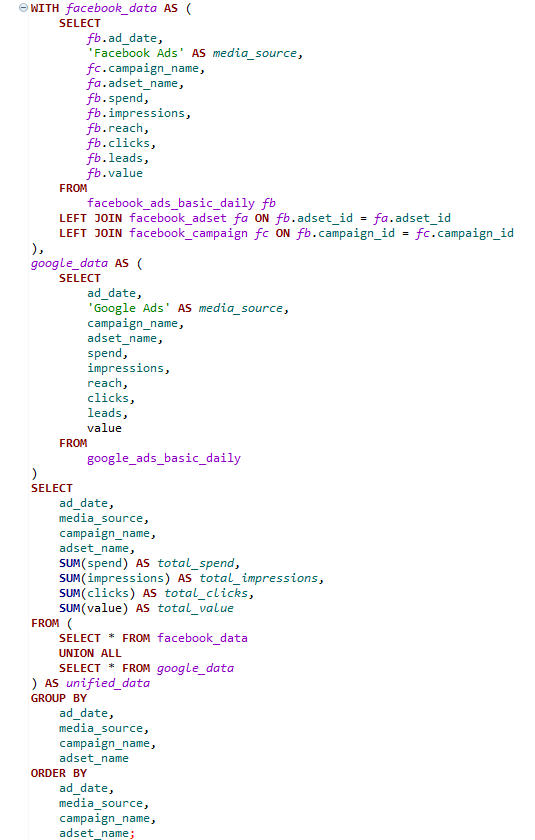 WITH facebook_data AS (
SELECT
fb.ad_date,
'Facebook Ads' AS media_source,
fc.campaign_name,
fa.adset_name,
fb.spend,
fb.impressions,
fb.reach,
fb.clicks,
fb.leads,
fb.value
FROM
facebook_ads_basic_daily fb
LEFT JOIN facebook_adset fa ON fb.adset_id = fa.adset_id
LEFT JOIN facebook_campaign fc ON fb.campaign_id = fc.campaign_id
),
google_data AS (
SELECT
ad_date,
'Google Ads' AS media_source,
campaign_name,
adset_name,
spend,
impressions,
reach,
clicks,
leads,
value
FROM
google_ads_basic_daily
)
SELECT
ad_date,
media_source,
campaign_name,
adset_name,
SUM(spend) AS total_spend,
SUM(impressions) AS total_impressions,
SUM(clicks) AS total_clicks,
SUM(value) AS total_value
FROM (
SELECT * FROM facebook_data
UNION ALL
SELECT * FROM google_data
) AS unified_data
GROUP BY
ad_date,
media_source,
campaign_name,
adset_name
ORDER BY
ad_date,
media_source,
campaign_name,
adset_name;